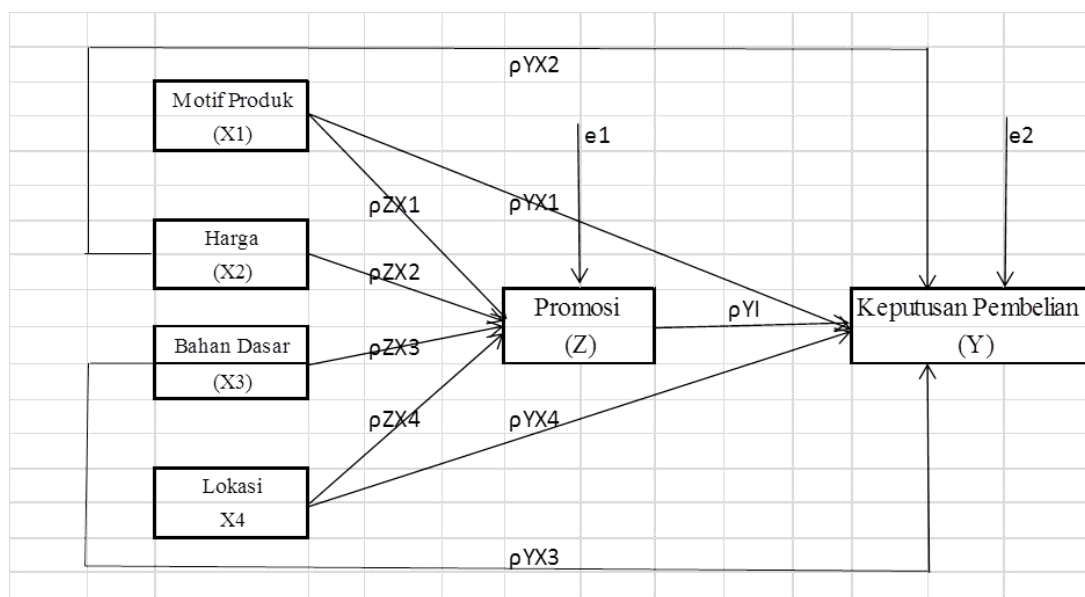 ρYX2
Motif Produk
(X1)
e1
e2
ρZX1
ρYX1
Harga
(X2)
ρZX2
Promosi
(Z)
ρYI
Keputusan Pembelian
(Y)
Bahan Dasar
(X3)
ρZX3
ρZX4
ρYX4
Lokasi
X4
ρYX3